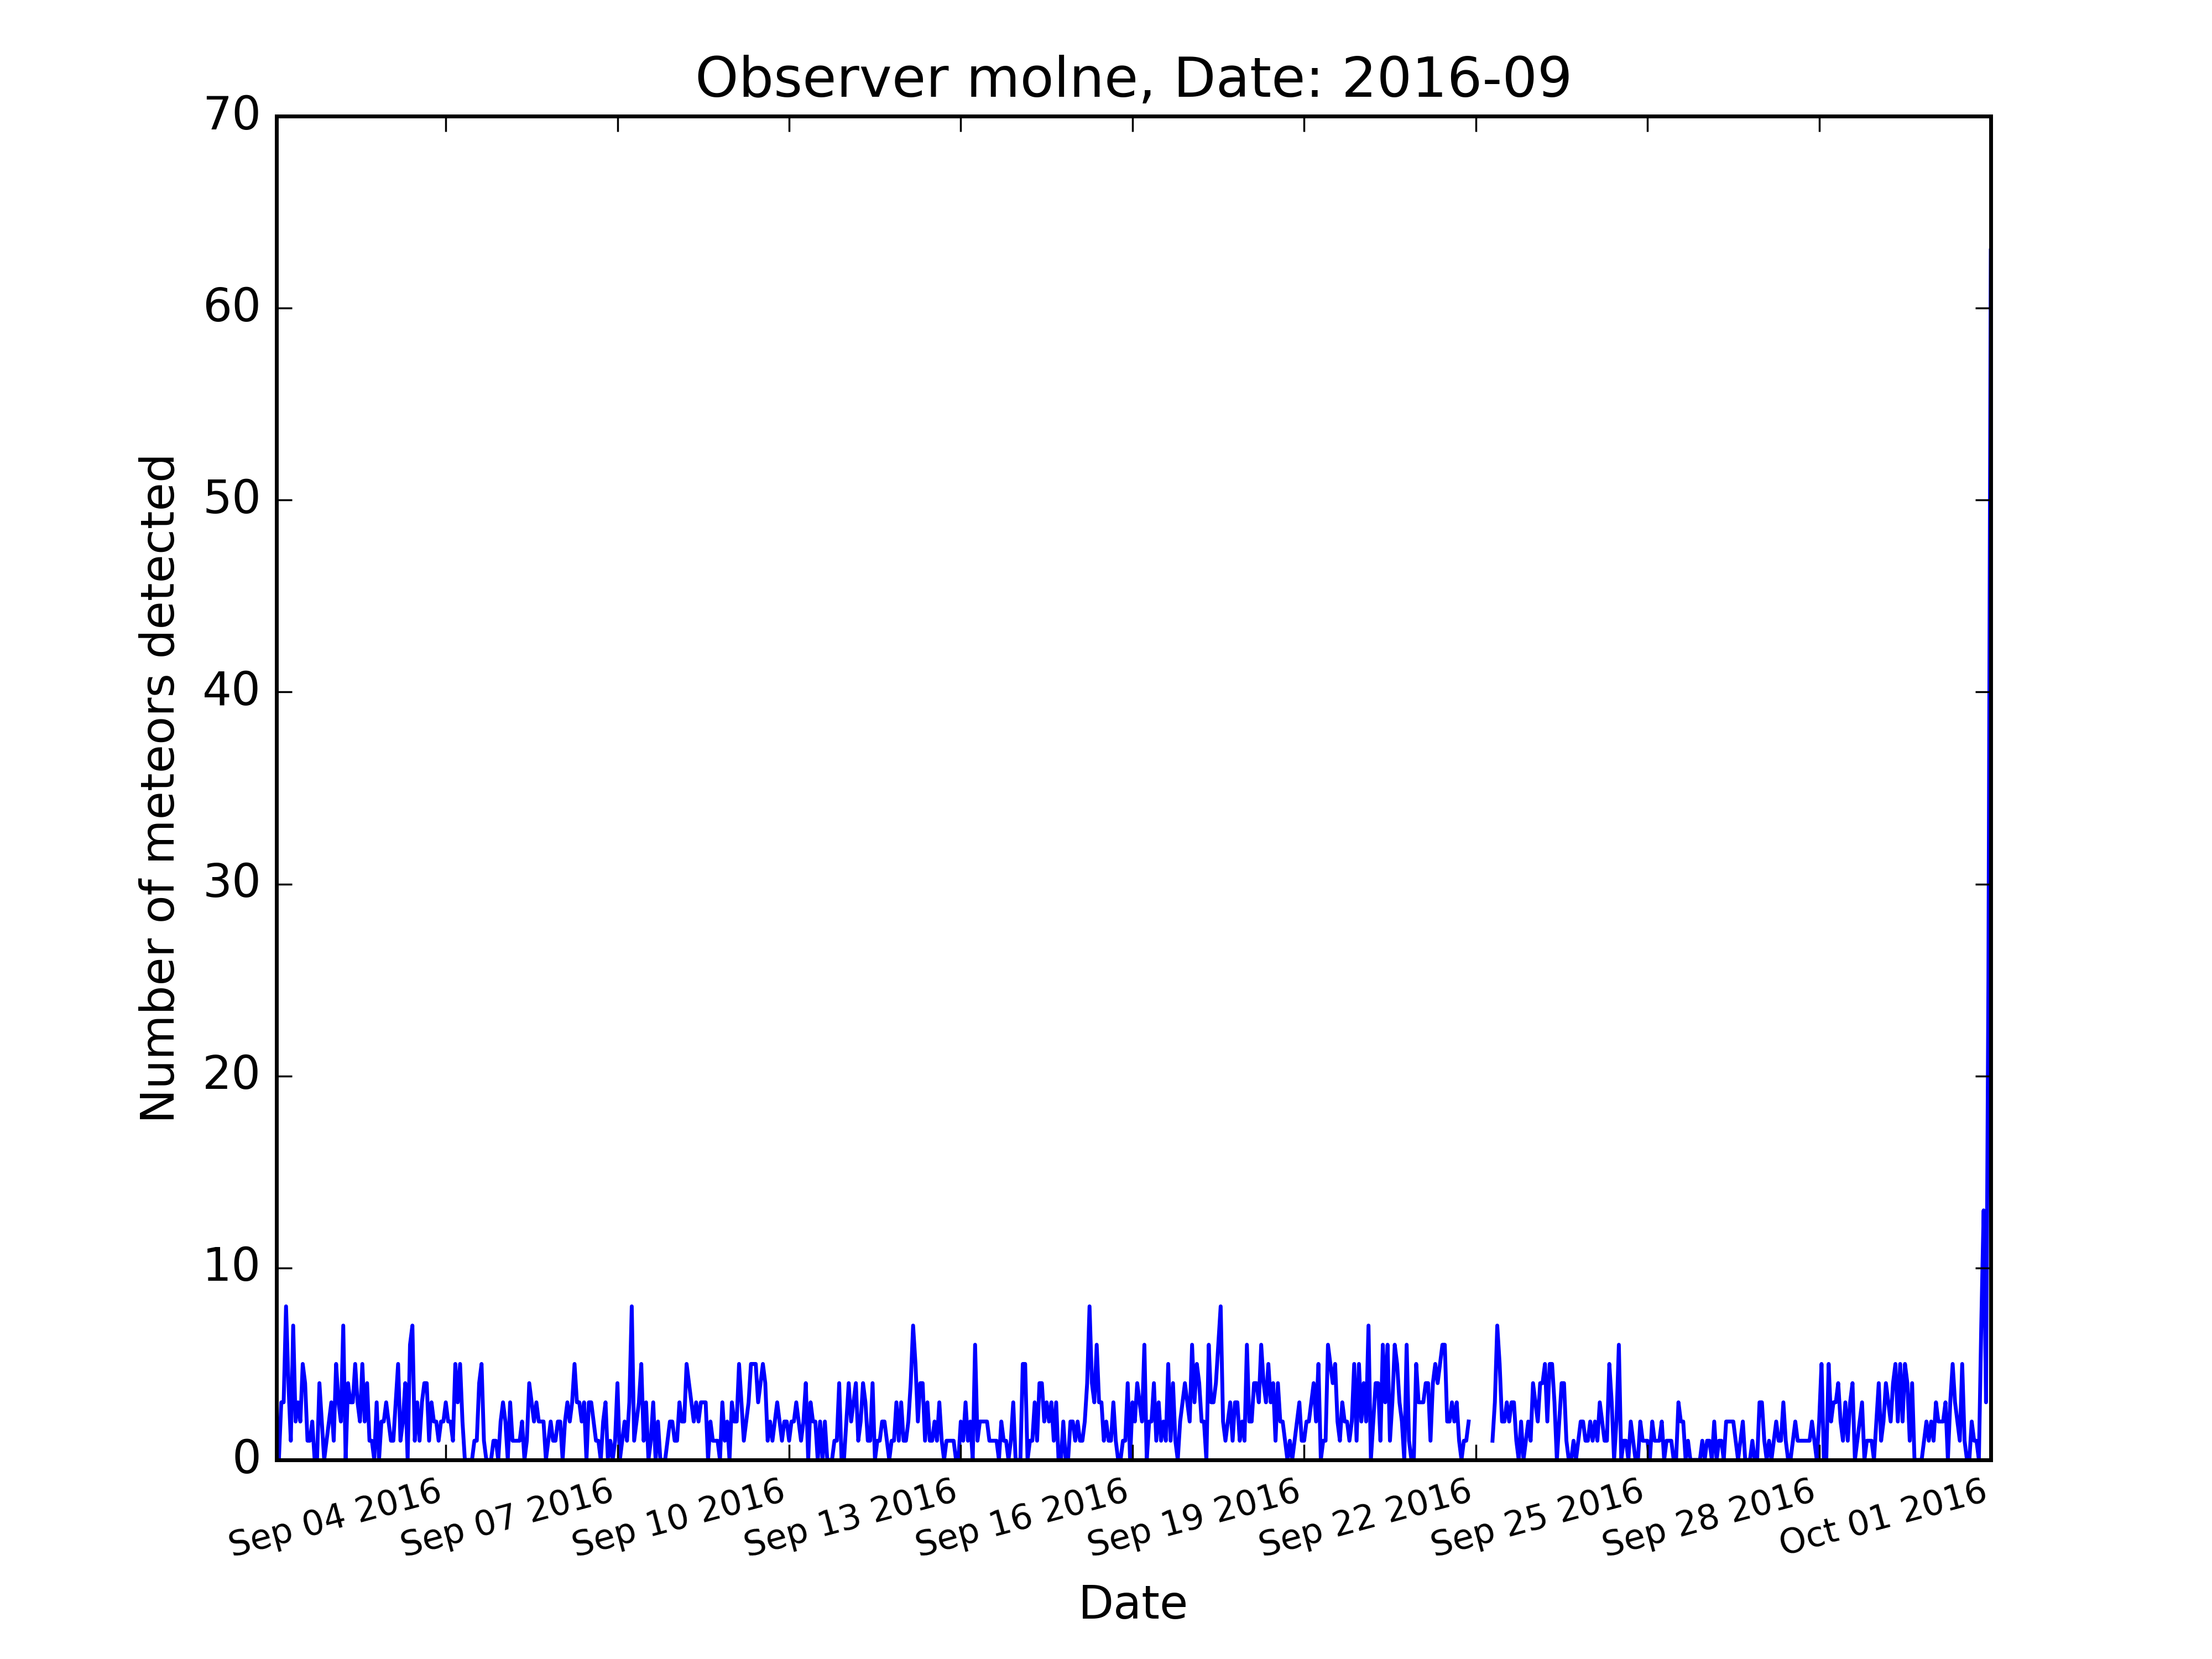 Observer molne, Date: 2016-09
70
60
50
40
30
20
10
0
Number of meteors detected
Sep 04 2016
Sep 07 2016
Sep 10 2016
Sep 13 2016
Sep 16 2016
Sep 19 2016
Sep 22 2016
Sep 25 2016
Sep 28 2016
Oct 01 2016
Date